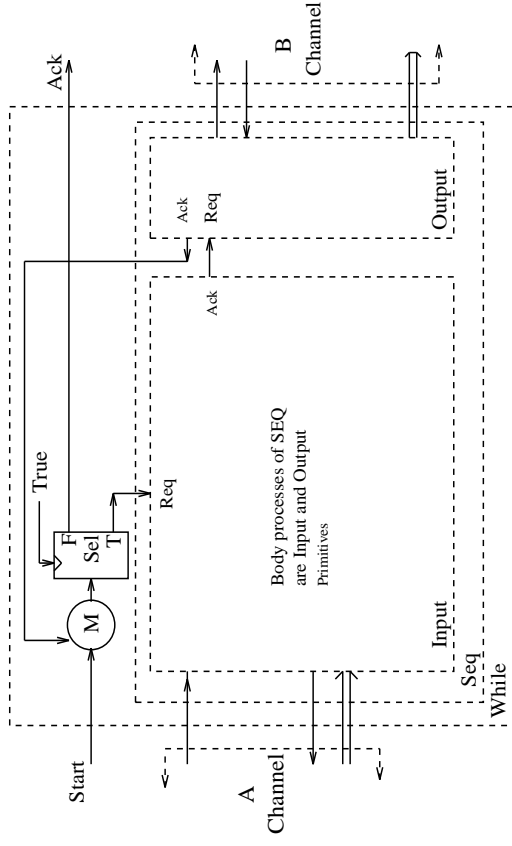 Start
M
Sel
F
T
True
Ack
Req
A
Channel
Body processes of SEQ
are Input and Output
Primitives
Input
Ack
Ack
Req
Output
B
Channel
Seq
While